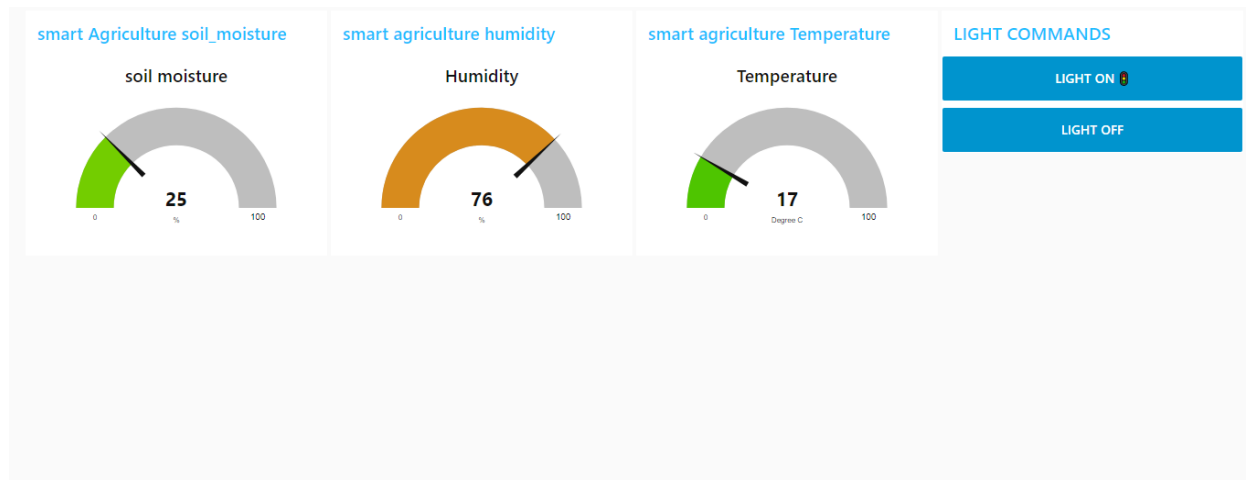 smart Agriculture soil_moisture
soil moisture
25
%
0
100
smart agriculture humidity
Humidity
76
%
0
100
smart agriculture Temperature
Temperature
17
Degree C
0
100
LIGHT COMMANDS
LIGHT ON 🚦
LIGHT OFF